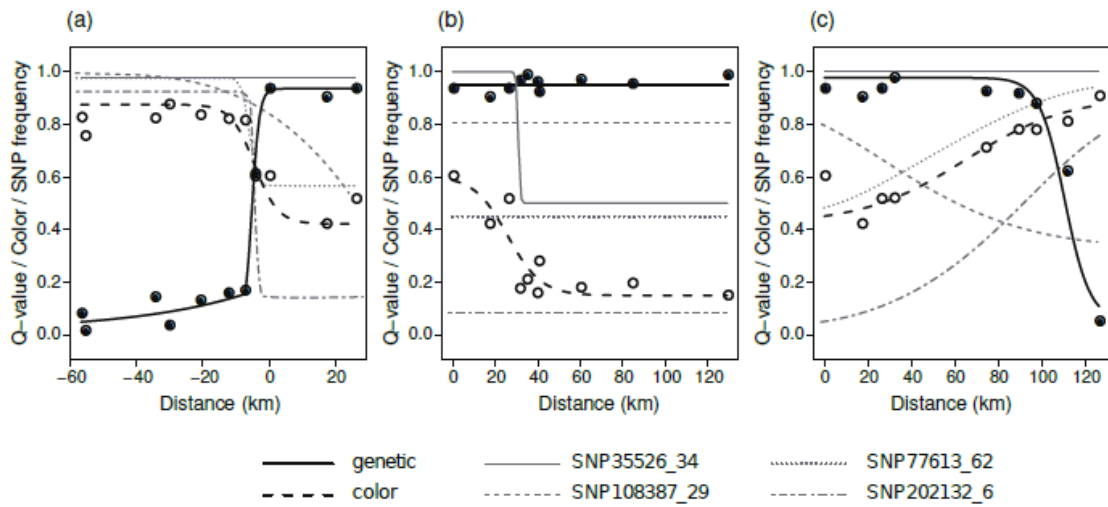 (a) (b) (c)
Q-value / Color / SNP frequency
1.0
0.8
0.6
0.4
0.2
0.0
−60 −40 −20 0 20
Distance (km)
Q-value / Color / SNP frequency
1.0
0.8
0.6
0.4
0.2
0.0
0 20 40 60 80 100 120
Distance (km)
Q-value / Color / SNP frequency
1.0
0.8
0.6
0.4
0.2
0.0
0 20 40 60 80 100 120
Distance (km)
genetic SNP35526_34 SNP77613_62
color SNP108387_29 SNP202132_6